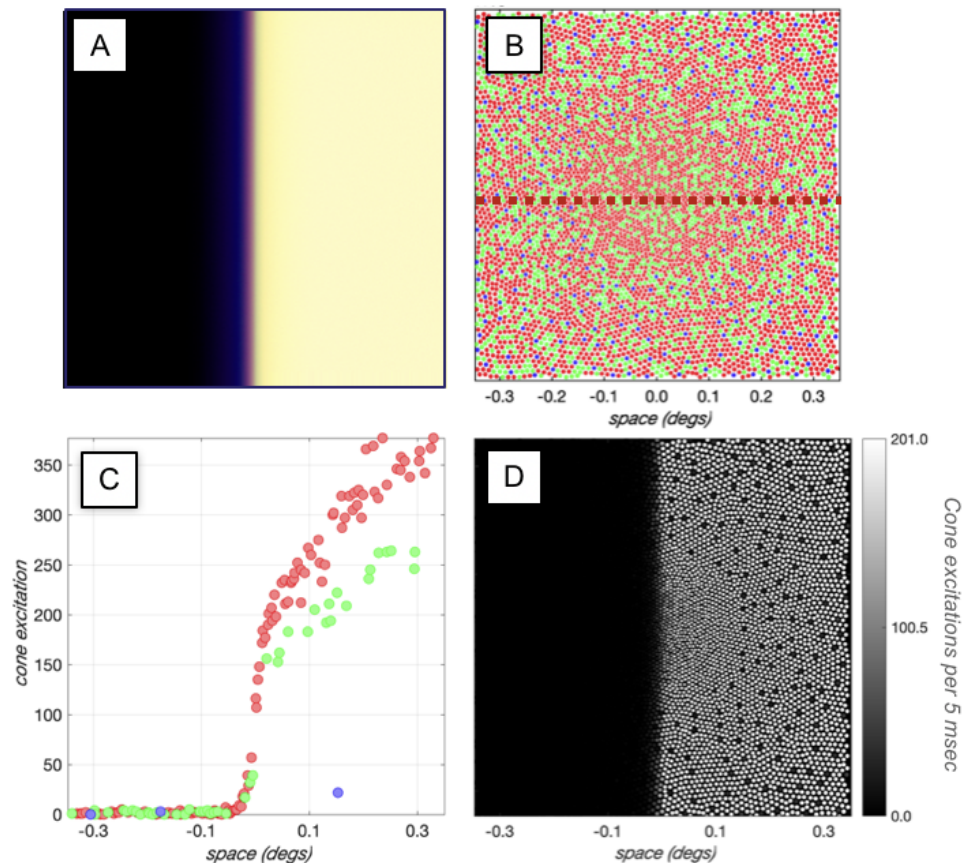 A
B
-0.3 -0.2 -0.1 0.0 0.1 0.2 0.3
space (degs)
C
350
300
250
200
150
100
50
0
cone excitation
-0.3 -0.1 0.1 0.3
space (degs)
D
-0.3 -0.1 0.1 0.3
space (degs)
201.0
100.5
0.0
Cone excitations per 5 msec